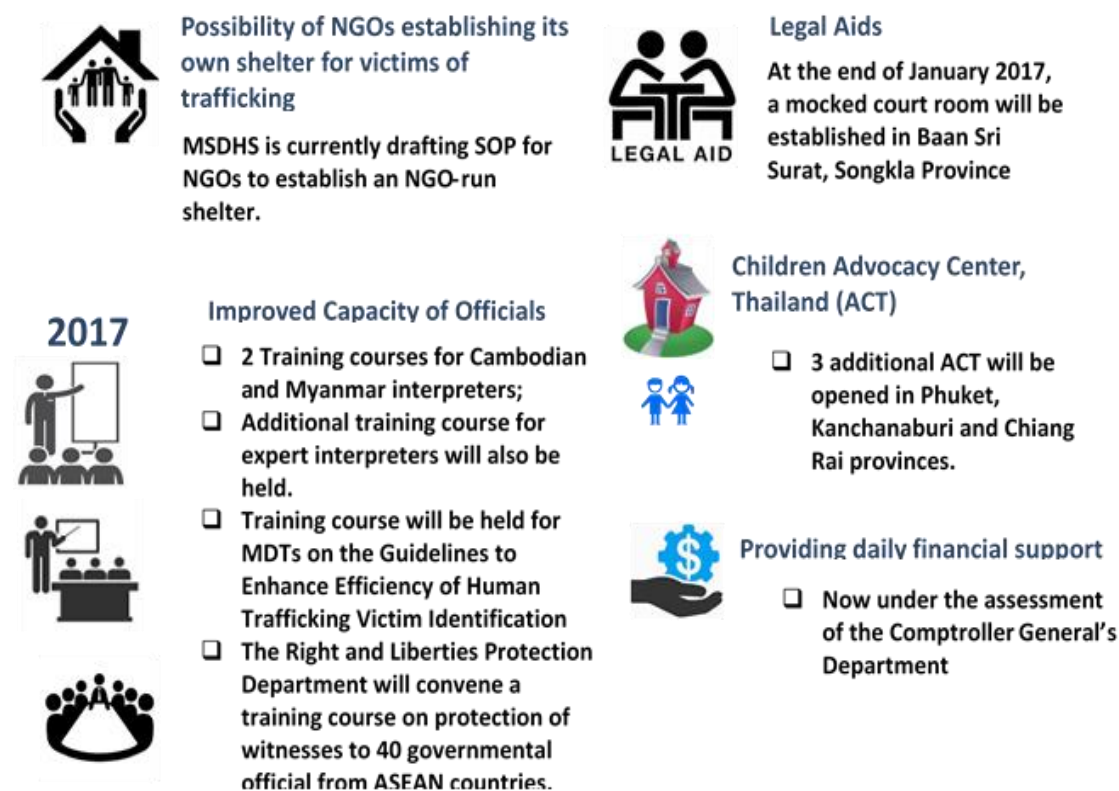 Possibility of NGOs establishing its
own shelter for victims of
trafficking
MSDHS is currently drafting SOP for
NGOs to establish an NGO-run
shelter.
LEGAL AID
Legal Aids
At the end of January 2017,
a mocked court room will be
established in Baan Sri
Surat, Songkla Province
2017
Improved Capacity of Officials
❑ 2 Training courses for Cambodian
and Myanmar interpreters;
❑ Additional training course for
expert interpreters will also be
held.
❑ Training course will be held for
MDTs on the Guidelines to
Enhance Efficiency of Human
Trafficking Victim Identification
❑ The Right and Liberties Protection
Department will convene a
training course on protection of
witnesses to 40 governmental
official from ASEAN countries.
Children Advocacy Center,
Thailand (ACT)
❑ 3 additional ACT will be
opened in Phuket,
Kanchanaburi and Chiang
Rai provinces.
$
Providing daily financial support
❑ Now under the assessment
of the Comptroller General's
Department